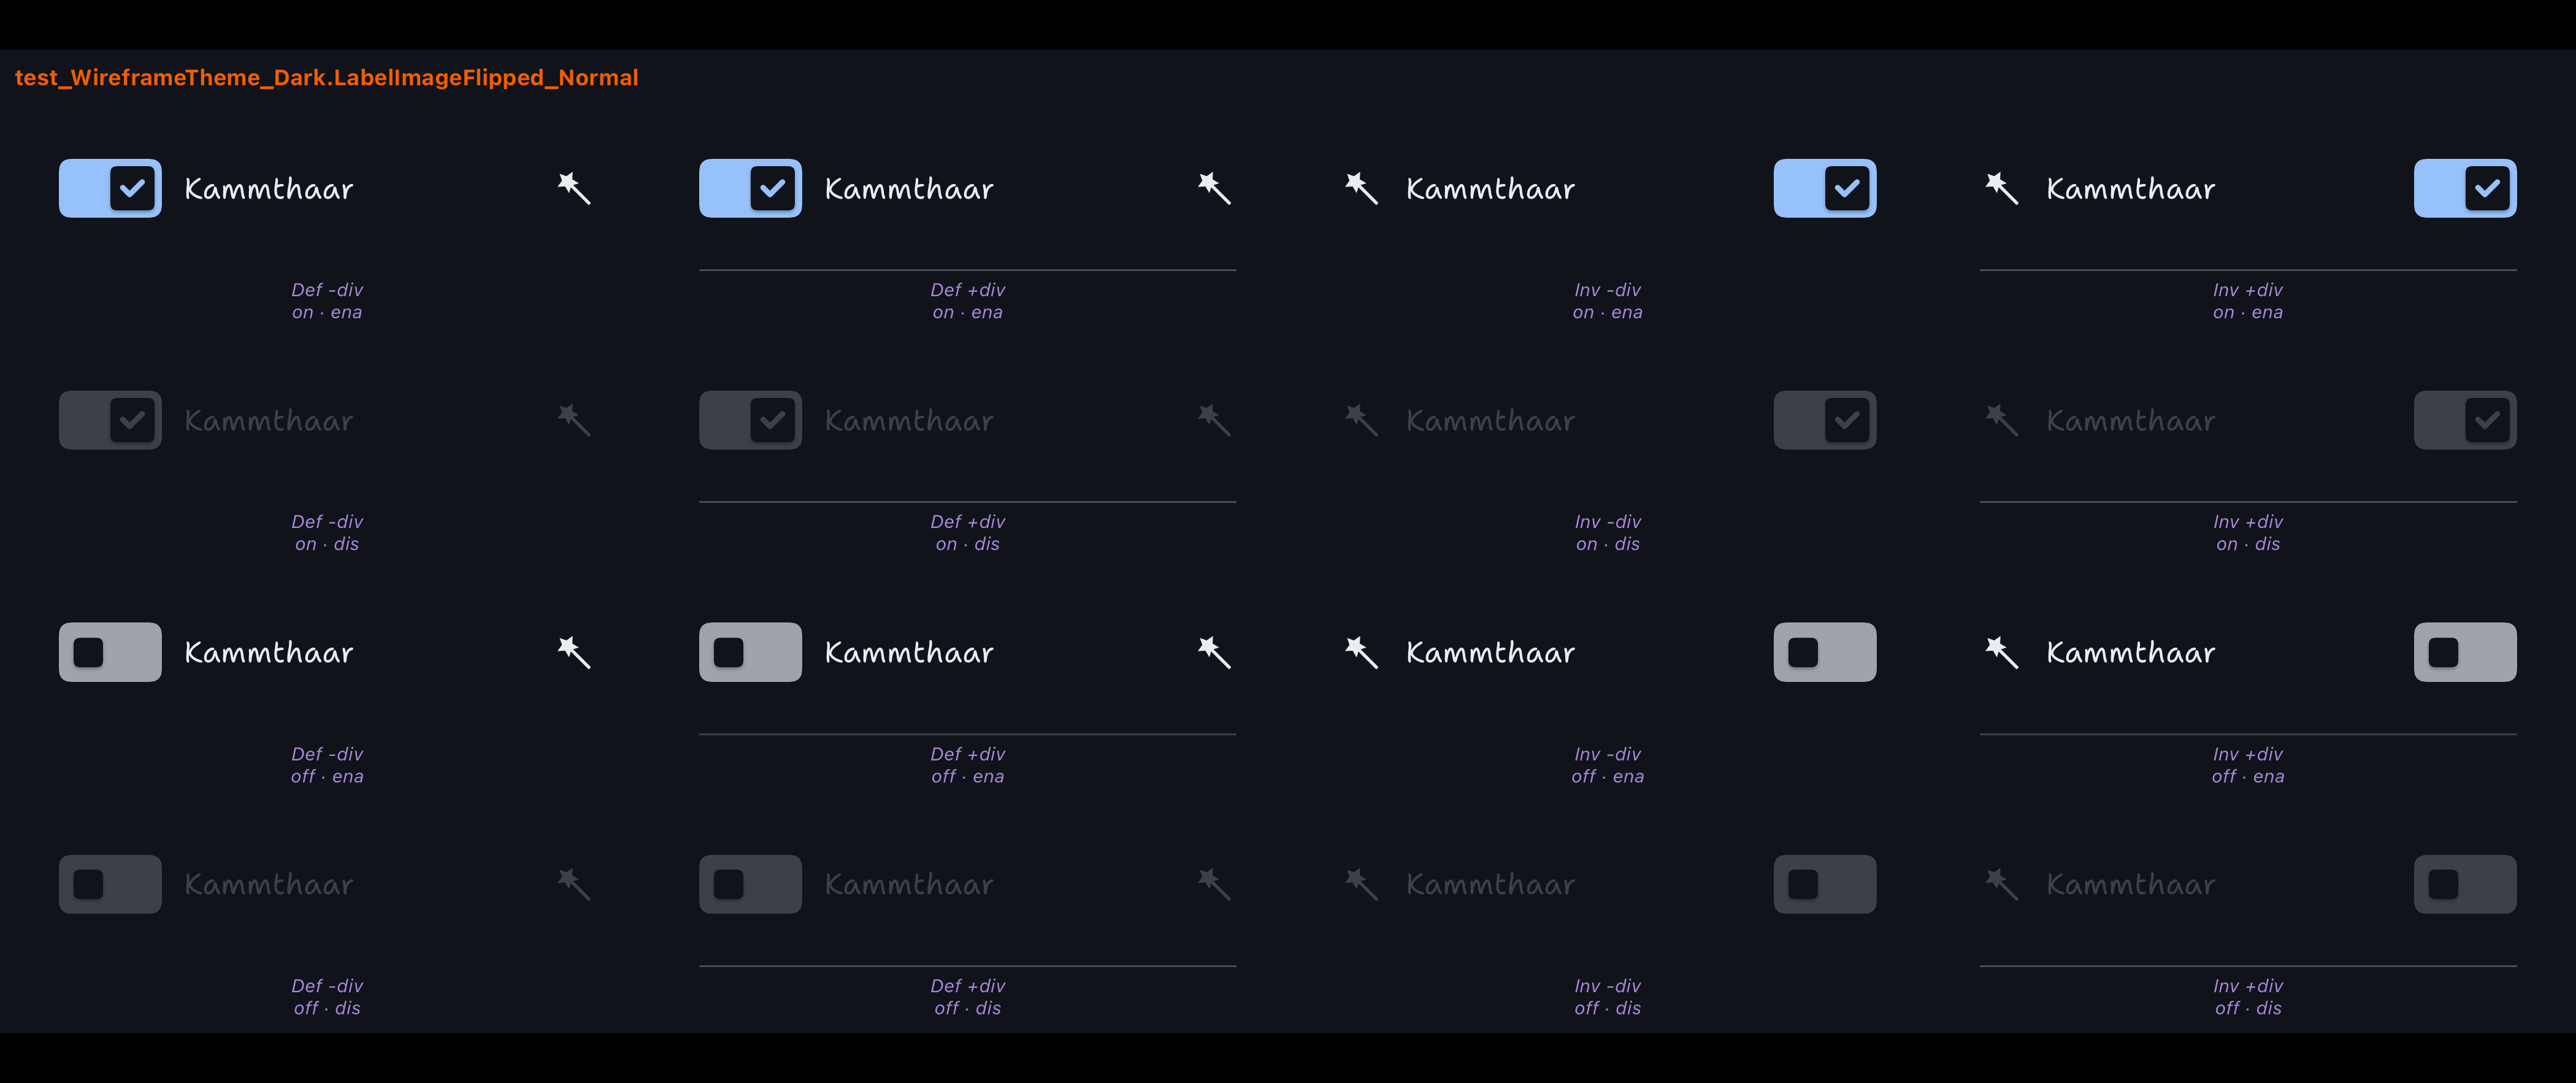 test_WireframeTheme_Dark.LabelImageFlipped_Normal
Kammthaar
Kammthaar
Kammthaar
Kammthaar
Def -div
on · ena
Def +div
on · ena
Inv -div
on · ena
Inv +div
on · ena
Kammthaar
Kammthaar
Kammthaar
Kammthaar
Def -div
on · dis
Def +div
on · dis
Inv -div
on · dis
Inv +div
on · dis
Kammthaar
Kammthaar
Kammthaar
Kammthaar
Def -div
off · ena
Def +div
off · ena
Inv -div
off · ena
Inv +div
off · ena
Kammthaar
Kammthaar
Kammthaar
Kammthaar
Def -div
off · dis
Def +div
off · dis
Inv -div
off · dis
Inv +div
off · dis